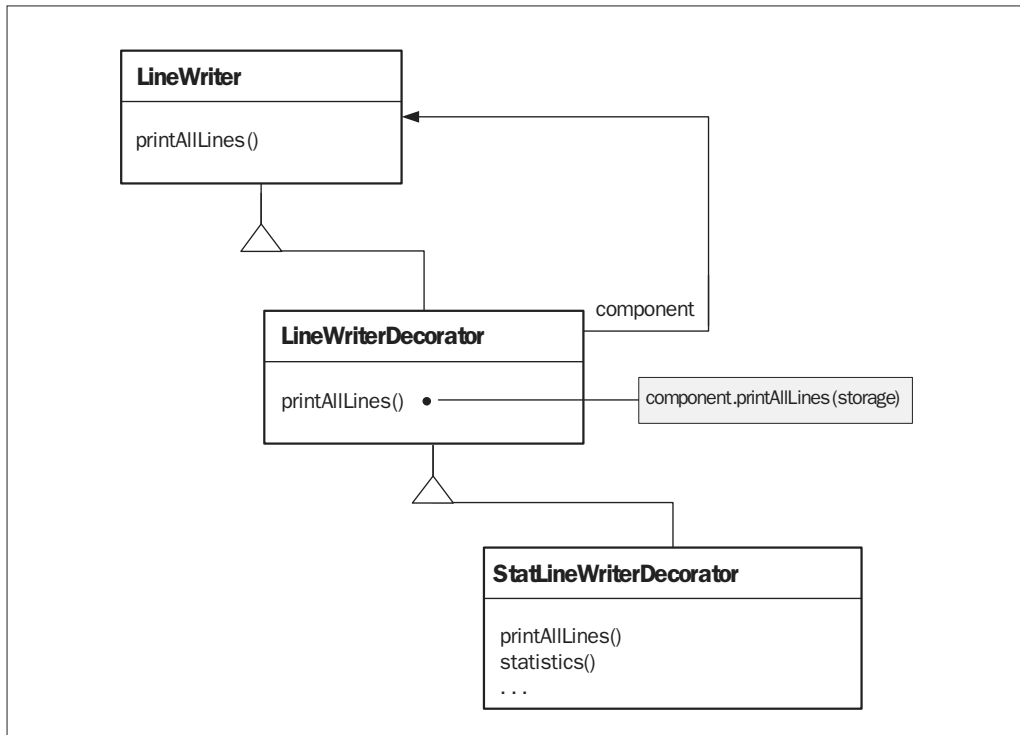 LineWriter
printAllLines()
component
LineWriterDecorator
printAllLines()
component.printAllLines(storage)
StatLineWriterDecorator
printAllLines()
statistics()
. . .